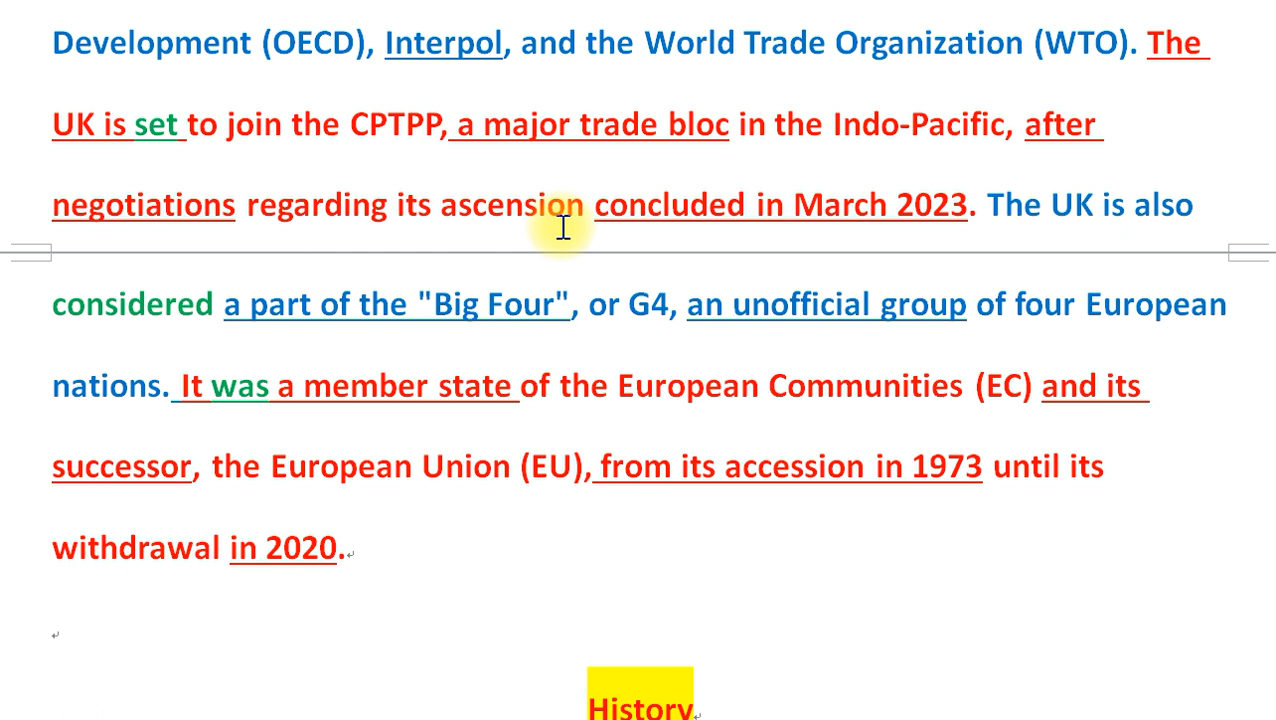 Development (OECD), Interpol, and the World Trade Organization (WTO). The
UK is set to join the CPTPP, a major trade bloc in the Indo-Pacific, after
negotiations regarding its ascension concluded in March 2023. The UK is also
considered a part of the "Big Four", or G4, an unofficial group of four European
nations. It was a member state of the European Communities (EC) and its
successor, the European Union (EU), from its accession in 1973 until its
withdrawal in 2020.
History